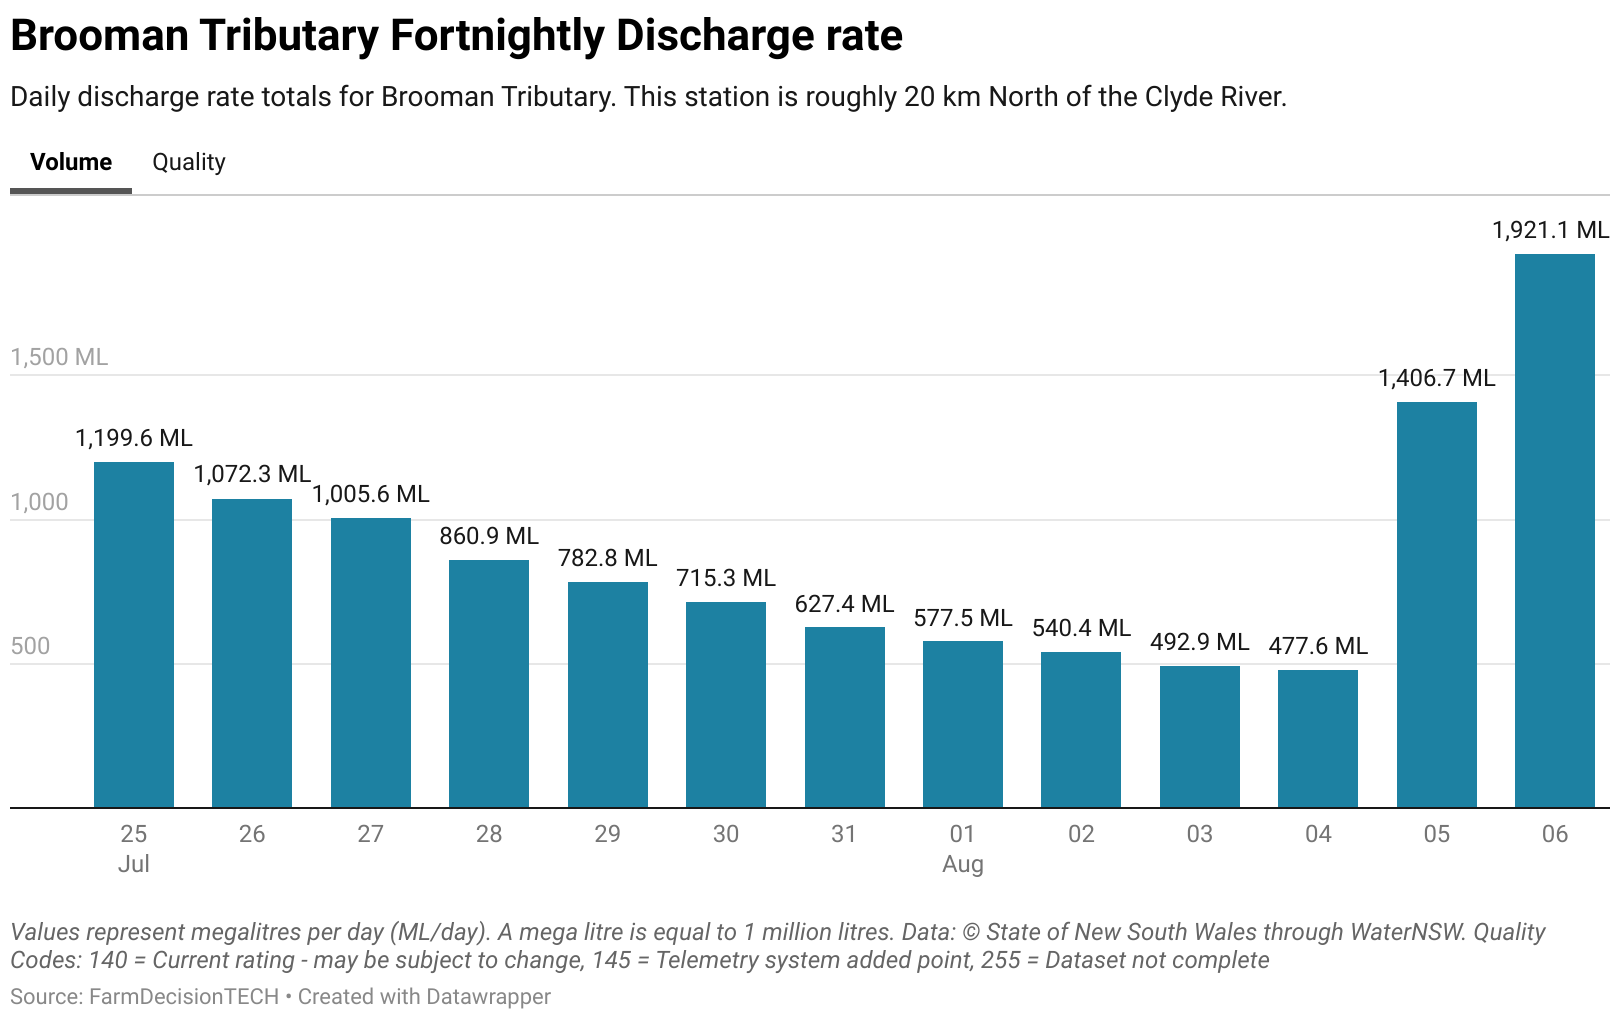 Brooman Tributary Fortnightly Discharge rate
Daily discharge rate totals for Brooman Tributary. This station is roughly 20 km North of the Clyde River.
Volume Quality
1,921.1 ML
1,500 ML
1,406.7 ML
1,199.6 ML
1,072.3 ML
1,005.6 ML
1,000
860.9 ML
782.8 ML
715.3 ML
627.4 ML
577.5 ML
540.4 ML
492.9 ML
477.6 ML
500
25 26 27 28 29 30 31 01 02 03 04 05 06
Jul Aug
Values represent megalitres per day (ML/day). A mega litre is equal to 1 million litres. Data: © State of New South Wales through WaterNSW. Quality
Codes: 140 = Current rating - may be subject to change, 145 = Telemetry system added point, 255 = Dataset not complete
Source: FarmDecisionTECH • Created with Datawrapper